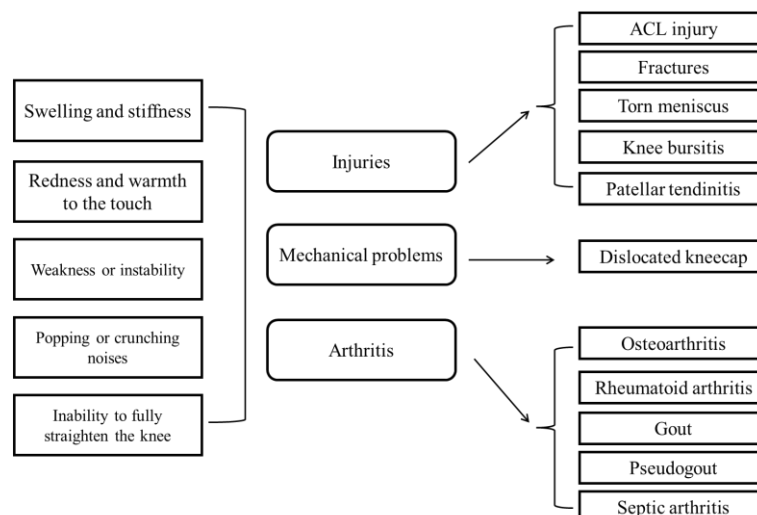 Swelling and stiffness
Redness and warmth
to the touch
Weakness or instability
Popping or crunching
noises
Inability to fully
straighten the knee
Injuries
Mechanical problems
Arthritis
ACL injury
Fractures
Torn meniscus
Knee bursitis
Patellar tendinitis
Dislocated kneecap
Osteoarthritis
Rheumatoid arthritis
Gout
Pseudogout
Septic arthritis